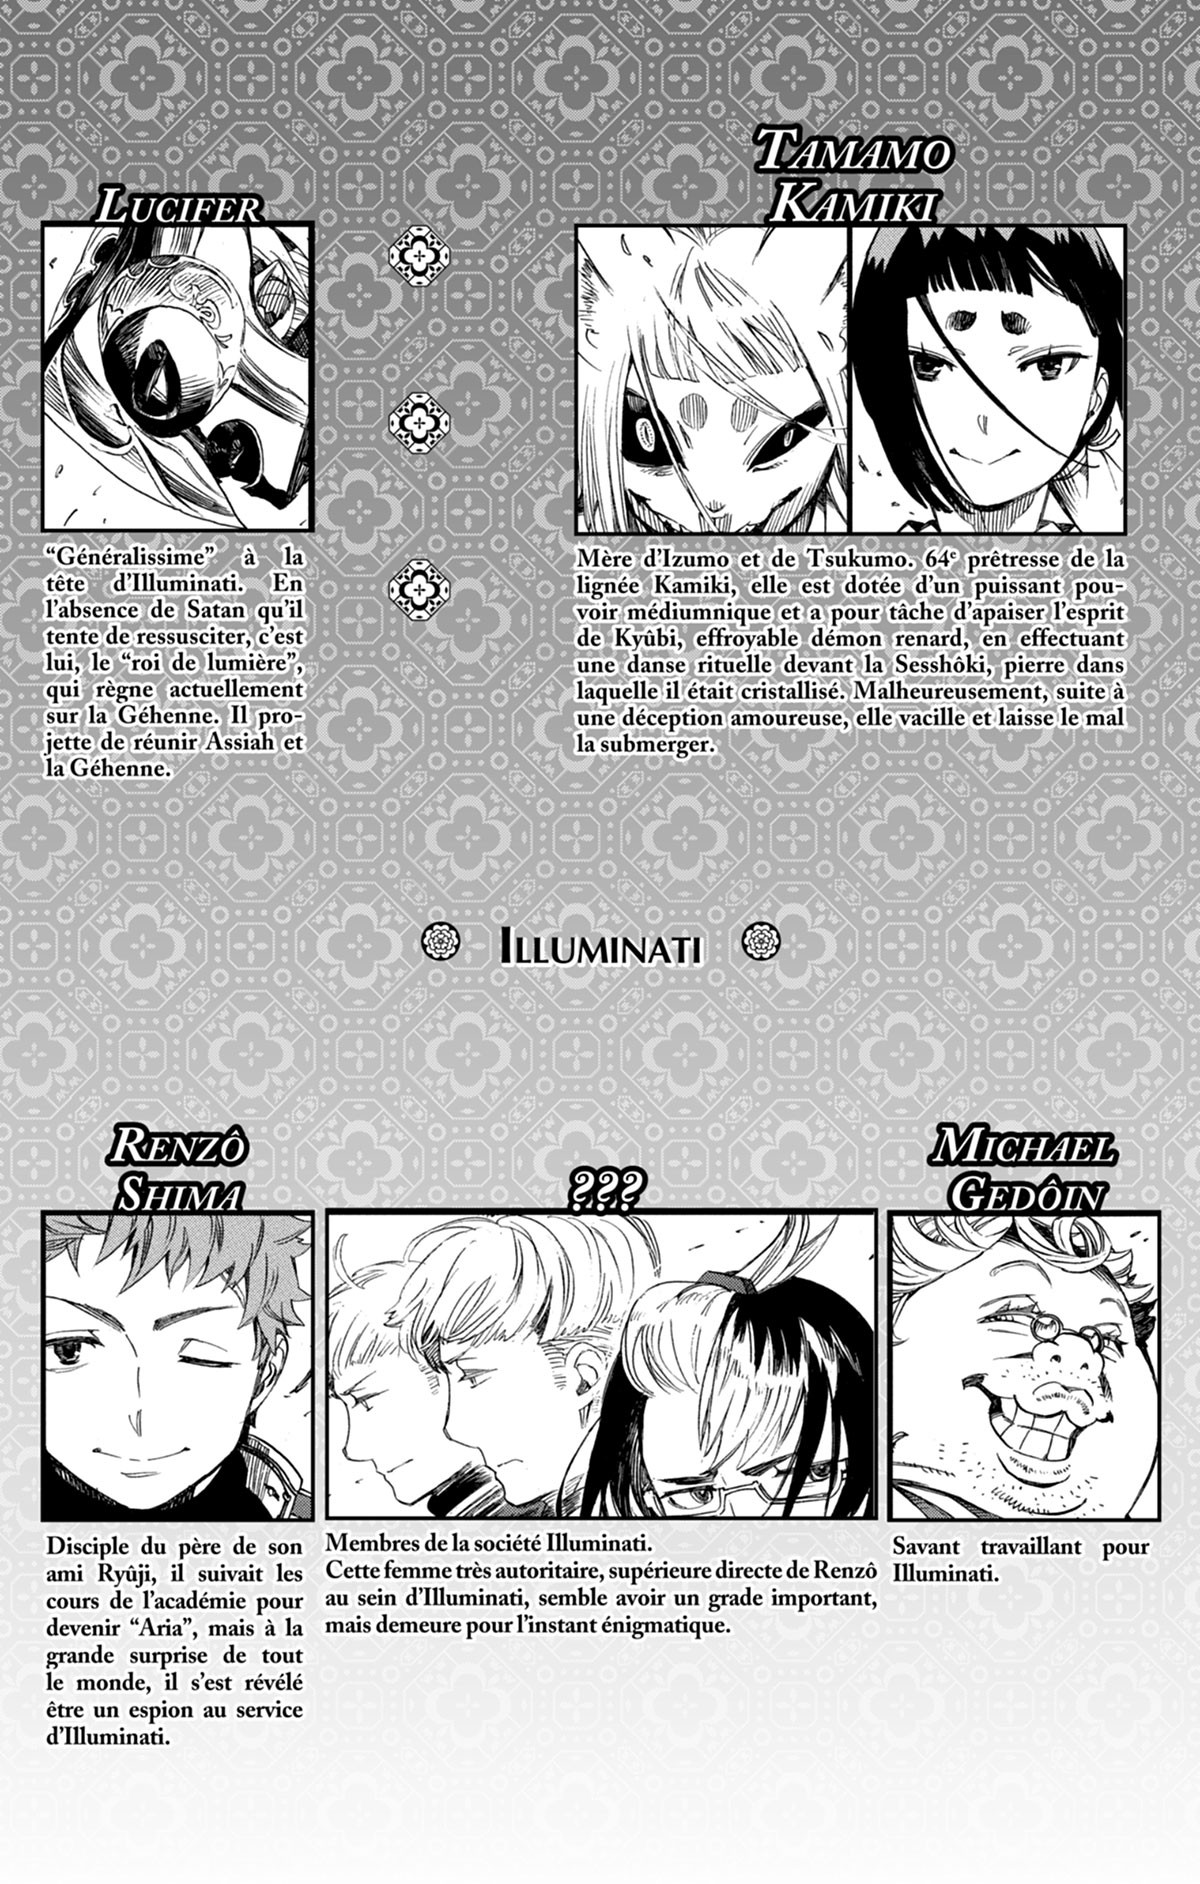 LUCIFER
“Généralissime” à la
tête d’Illuminati. En
l’absence de Satan qu’il
tente de ressusciter, c’est
lui, le “roi de lumière”,
qui règne actuellement
sur la Géhenne. Il pro-
jette de réunir Assiah et
la Géhenne.
TAMAMO
KAMIKI
Mère d’Izumo et de Tsukumo. 64e prêtresse de la
lignée Kamiki, elle est dotée d’un puissant pou-
voir médiumnique et a pour tâche d’apaiser l’esprit
de Kyûbi, effroyable démon renard, en effectuant
une danse rituelle devant la Sesshôki, pierre dans
laquelle il était cristallisé. Malheureusement, suite à
une déception amoureuse, elle vacille et laisse le mal
la submerger.
ILLUMINATI
RENZÔ
SHIMA
Disciple du père de son
ami Ryûji, il suivait les
cours de l’académie pour
devenir “Aria”, mais à la
grande surprise de tout
le monde, il s’est révélé
être un espion au service
d’Illuminati.
???
Membres de la société Illuminati.
Cette femme très autoritaire, supérieure directe de Renzô
au sein d’Illuminati, semble avoir un grade important,
mais demeure pour l’instant énigmatique.
MICHAEL
GEDÔIN
Savant travaillant pour
Illuminati.